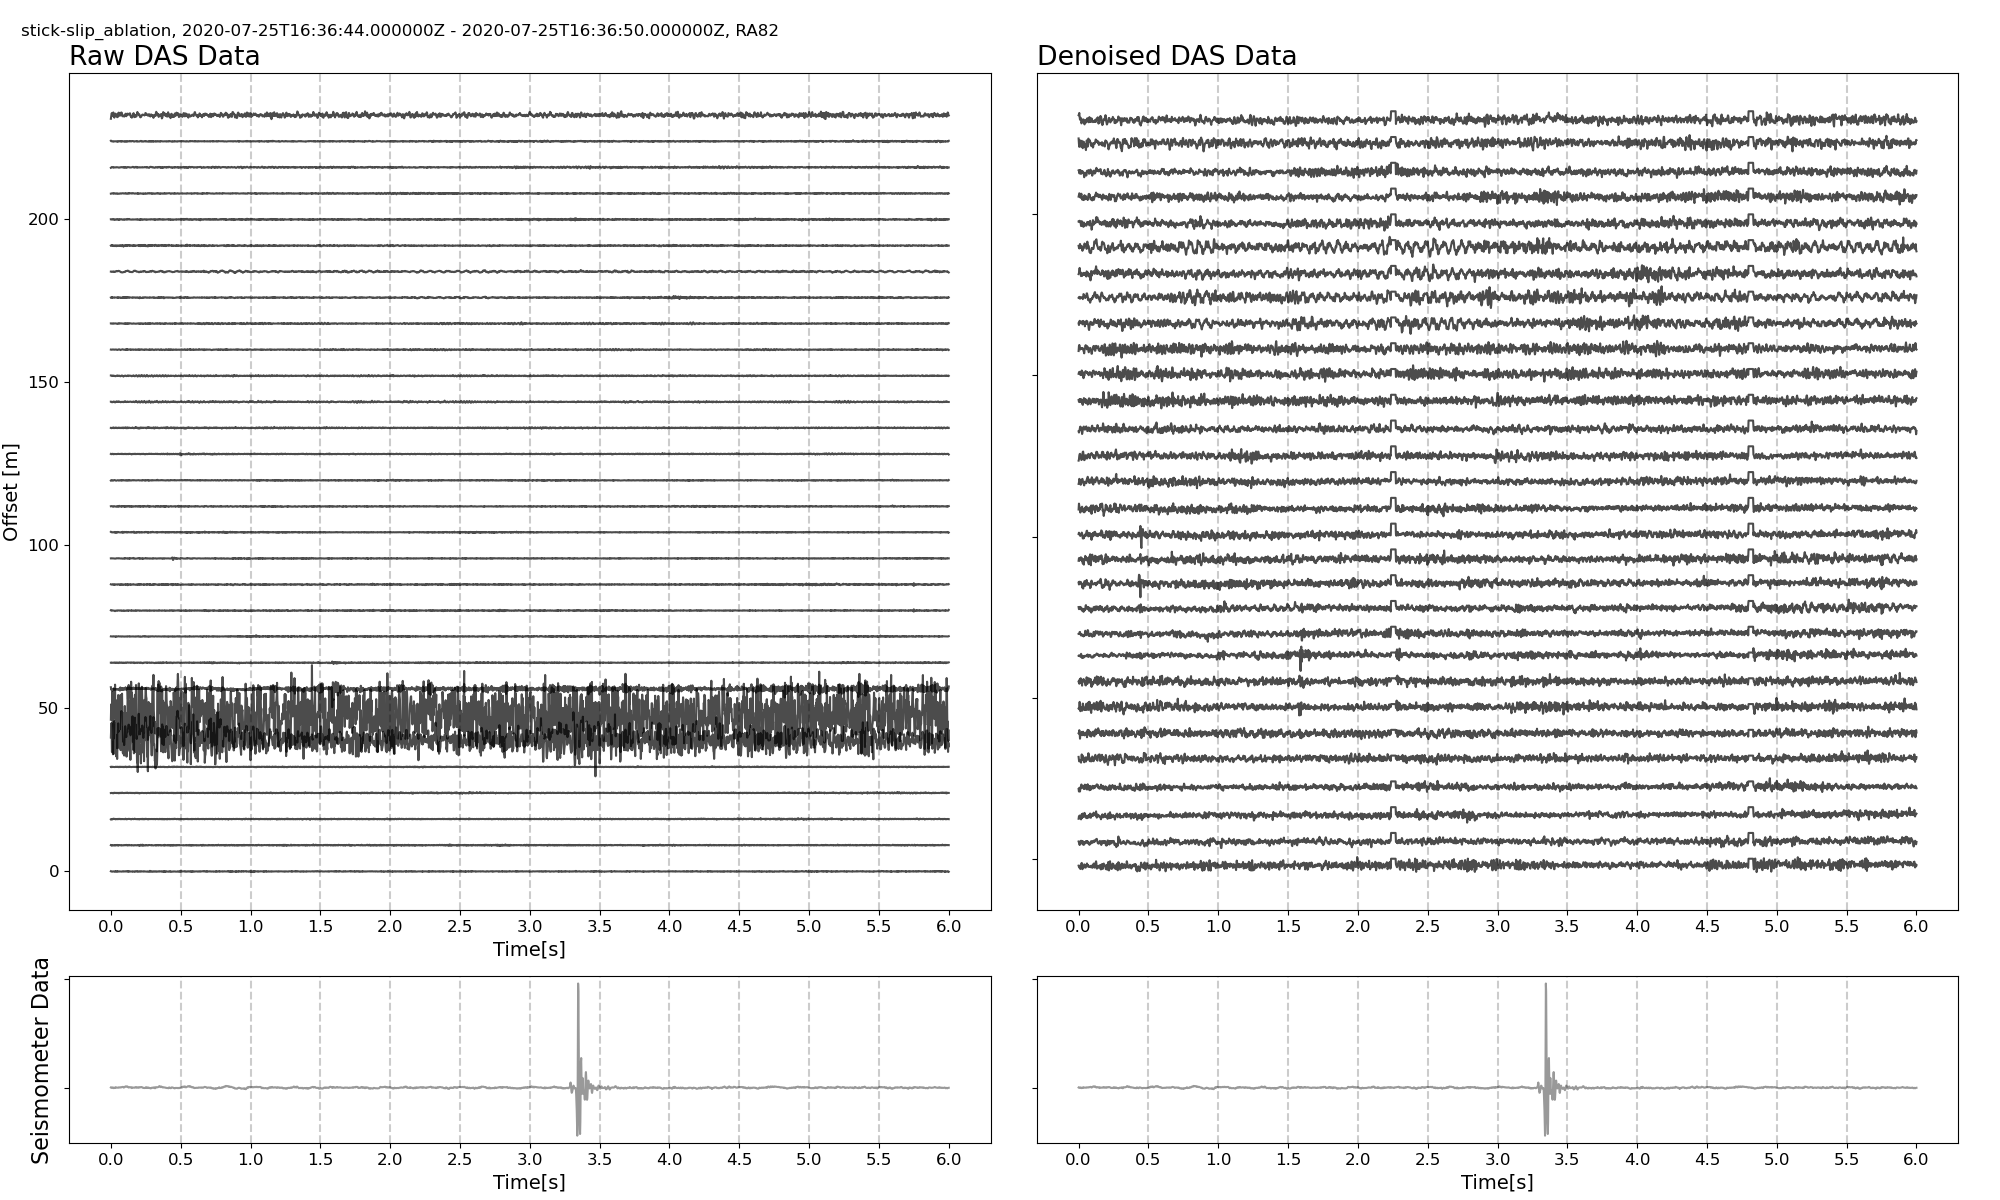 stick-slip_ablation, 2020-07-25T16:36:44.000000Z - 2020-07-25T16:36:50.000000Z, RA82
Raw DAS Data
Denoised DAS Data
Offset [m]
200
150
100
50
0
0.0 0.5 1.0 1.5 2.0 2.5 3.0 3.5 4.0 4.5 5.0 5.5 6.0
Time[s]
0.0 0.5 1.0 1.5 2.0 2.5 3.0 3.5 4.0 4.5 5.0 5.5 6.0
Seismometer Data
0.0 0.5 1.0 1.5 2.0 2.5 3.0 3.5 4.0 4.5 5.0 5.5 6.0
Time[s]
0.0 0.5 1.0 1.5 2.0 2.5 3.0 3.5 4.0 4.5 5.0 5.5 6.0
Time[s]